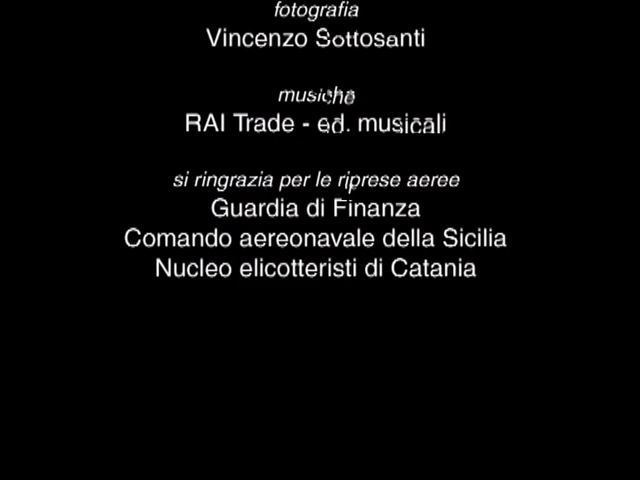 fotografia
Vincenzo Sottosanti
musiche
RAI Trade - ed. musicali
si ringrazia per le riprese aeree
Guardia di Finanza
Comando aereonavale della Sicilia
Nucleo elicotteristi di Catania